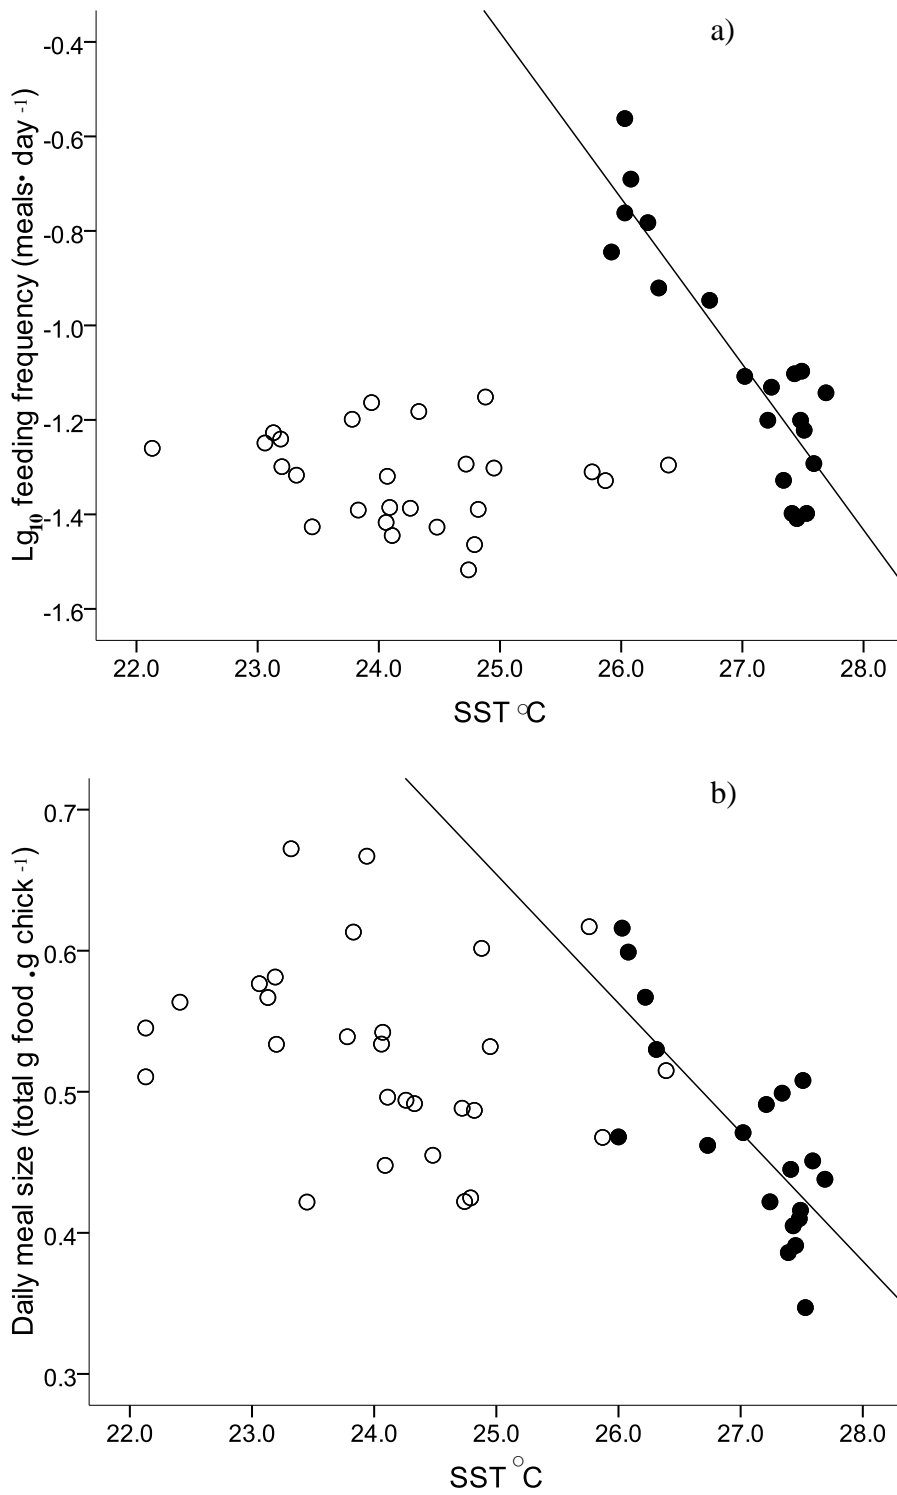 a)
Lg10 feeding frequency (meals• day -1)
-0.4
-0.6
-0.8
-1.0
-1.2
-1.4
-1.6
22.0 23.0 24.0 25.0 26.0 27.0 28.0
SST °C
b)
Daily meal size (total g food .g chick -1)
0.7
0.6
0.5
0.4
0.3
22.0 23.0 24.0 25.0 26.0 27.0 28.0
SST °C